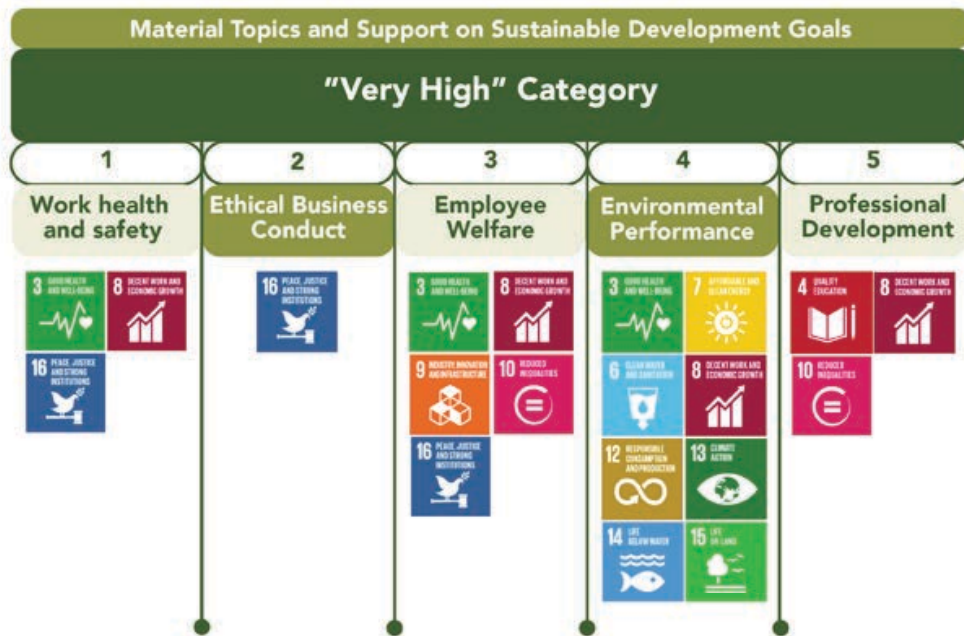 Material Topics and Support on Sustainable Development Goals
"Very High" Category
1
2
3
4
5
Work health
and safety
Ethical Business
Conduct
Employee
Welfare
Environmental
Performance
Professional
Development
3 GOOD HEALTH
AND WELL-BEING
8 DECENT WORK AND
ECONOMIC GROWTH
16 PEACE, JUSTICE
AND STRONG
INSTITUTIONS
16 PEACE, JUSTICE
AND STRONG
INSTITUTIONS
3 GOOD HEALTH
AND WELL-BEING
8 DECENT WORK AND
ECONOMIC GROWTH
9 INDUSTRY, INNOVATION
AND INFRASTRUCTURE
10 REDUCED
INEQUALITIES
16 PEACE, JUSTICE
AND STRONG
INSTITUTIONS
3 GOOD HEALTH
AND WELL-BEING
7 AFFORDABLE AND
CLEAN ENERGY
6 CLEAN WATER
AND SANITATION
8 DECENT WORK AND
ECONOMIC GROWTH
12 RESPONSIBLE
CONSUMPTION
AND PRODUCTION
13 CLIMATE
ACTION
14 LIFE
BELOW WATER
15 LIFE
ON LAND
4 QUALITY
EDUCATION
8 DECENT WORK AND
ECONOMIC GROWTH
10 REDUCED
INEQUALITIES